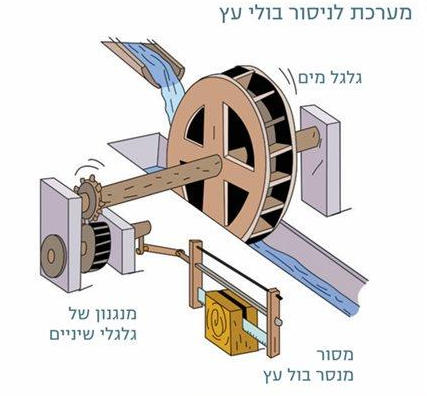 מערכת לניסור בולי עץ
גלגל מים
מנגנון של
גלגלי שיניים
מסור
מנסר בול עץ